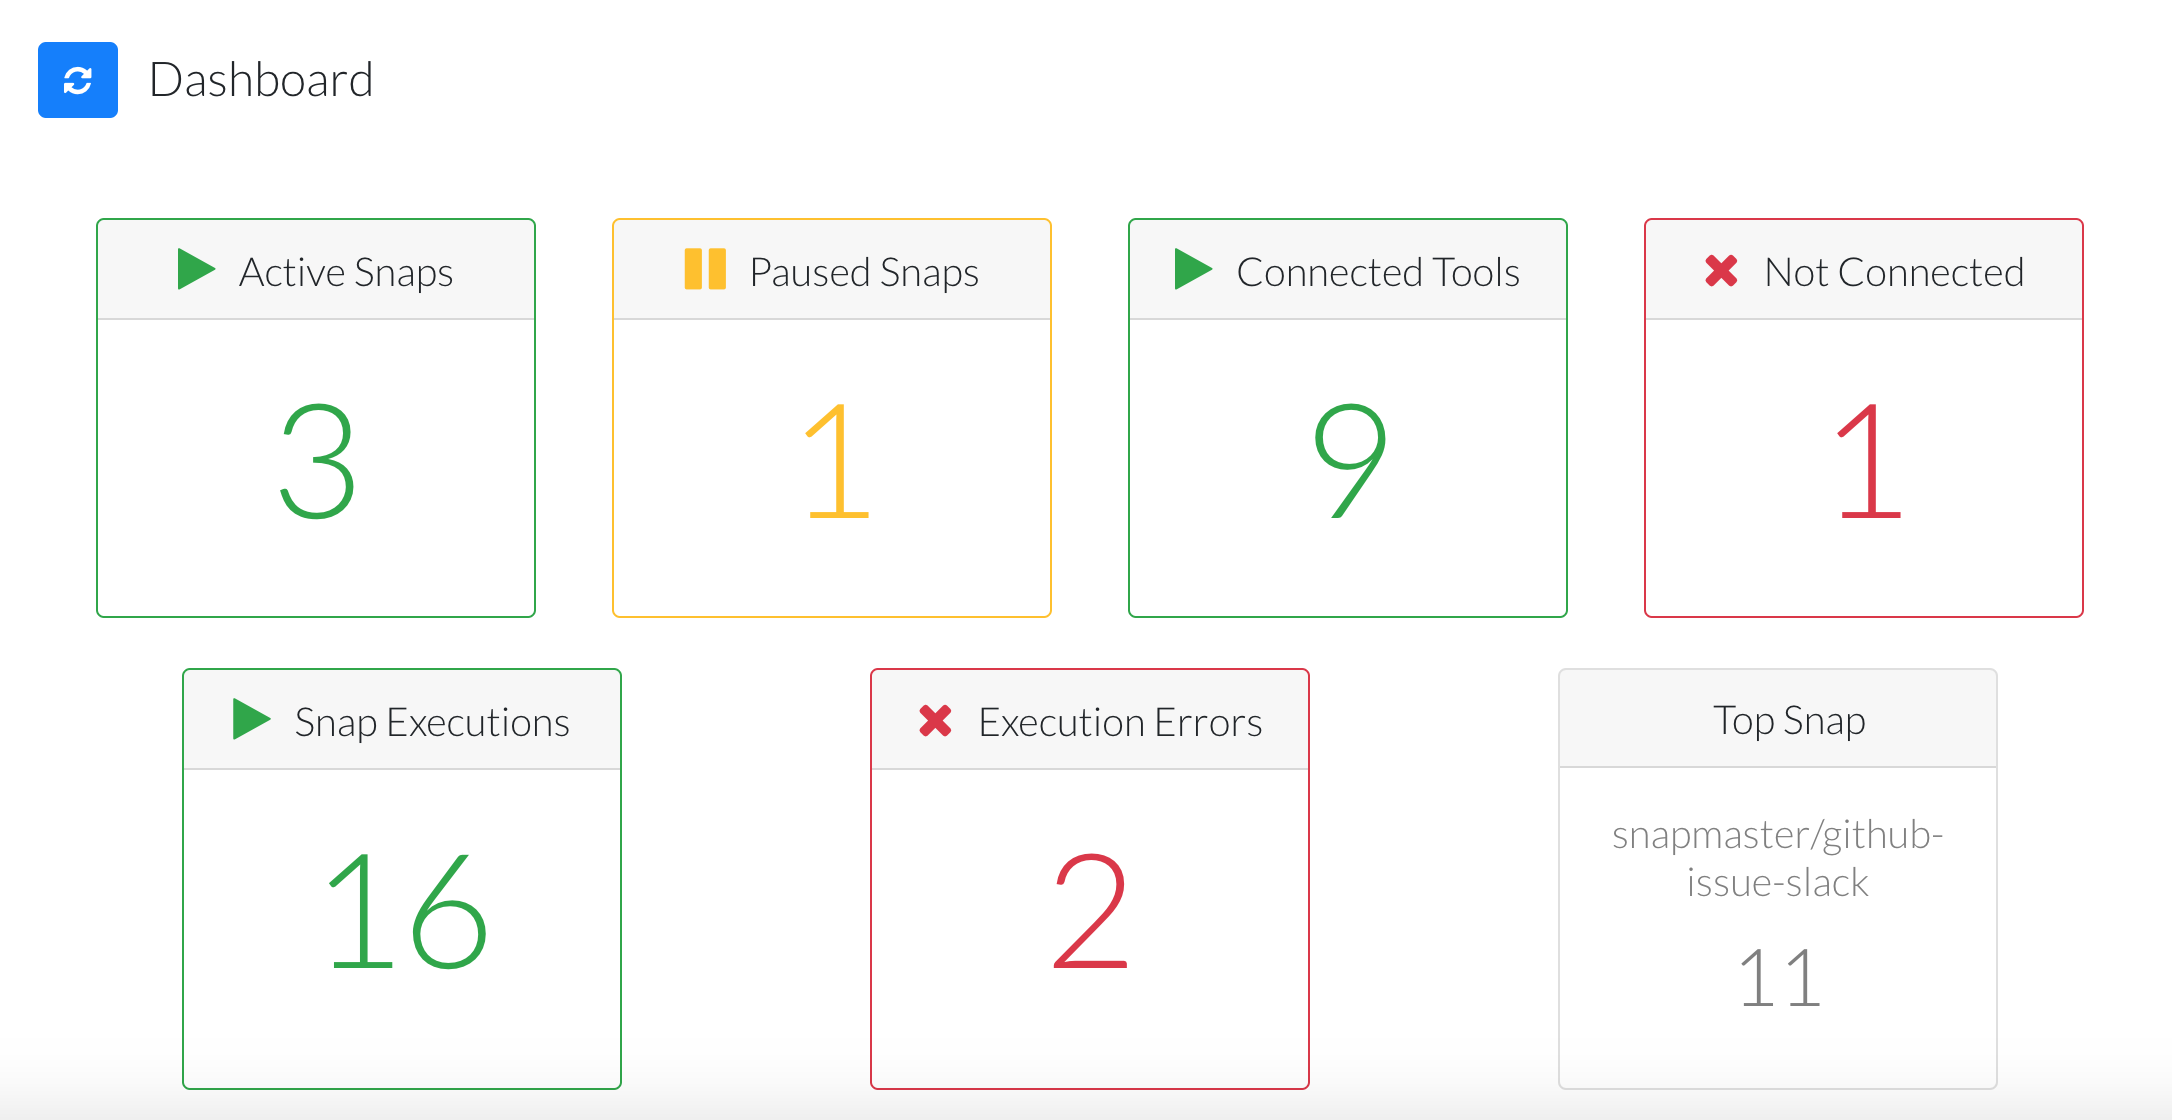 Dashboard
Active Snaps
3
Paused Snaps
1
Connected Tools
9
Not Connected
1
Snap Executions
16
Execution Errors
2
Top Snap
snapmaster/github-
issue-slack
11